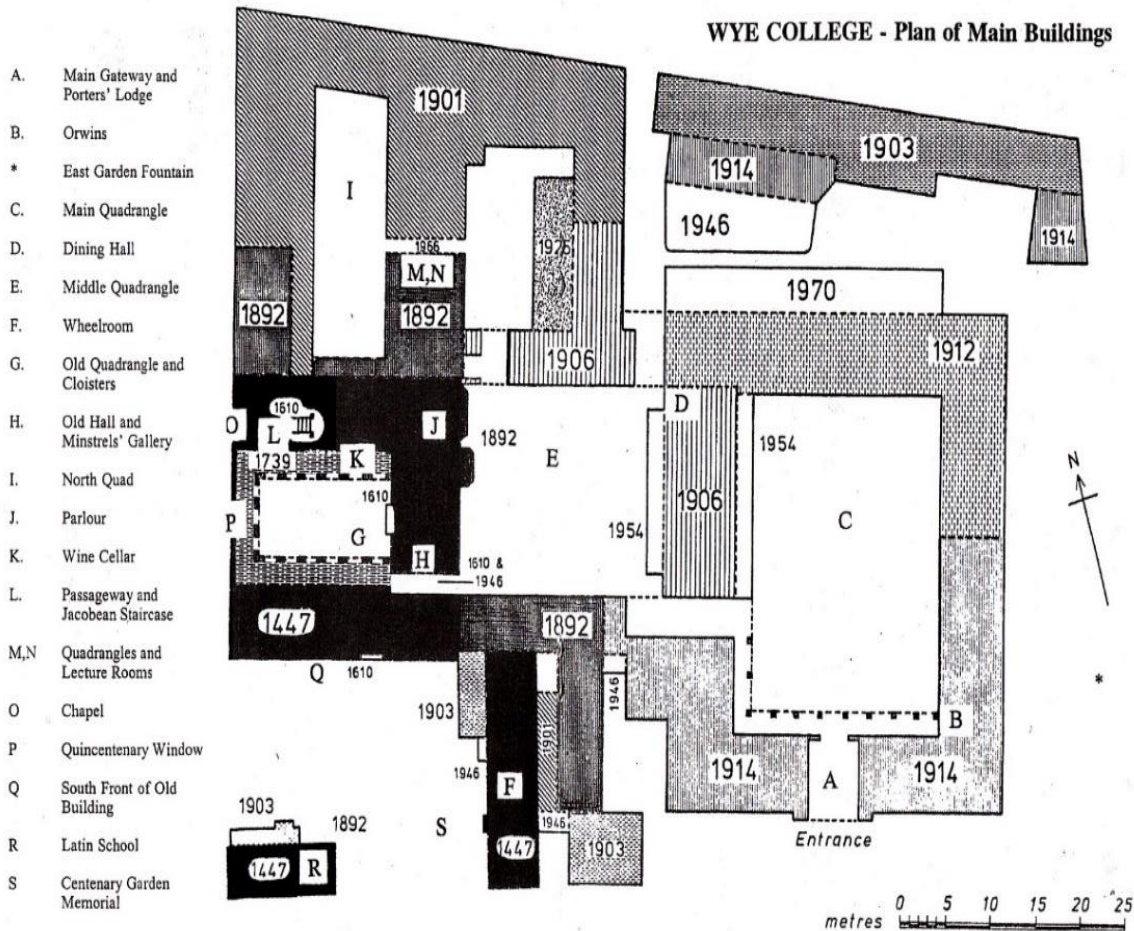 WYE COLLEGE - Plan of Main Buildings
A. Main Gateway and
Porters' Lodge
B. Orwins
* East Garden Fountain
C. Main Quadrangle
D. Dining Hall
E. Middle Quadrangle
F. Wheelroom
G. Old Quadrangle and
Cloisters
H. Old Hall and
Minstrels' Gallery
I. North Quad
J. Parlour
K. Wine Cellar
L. Passageway and
Jacobean Staircase
M,N Quadrangles and
Lecture Rooms
O Chapel
P Quincentenary Window
Q South Front of Old
Building
R Latin School
S Centenary Garden
Memorial
1901
1903
1914
I
1946
1914
1966
M,N
1892
1892
1970
1906
1912
D
1610
O
L
J
1892
K
1739
E
1954
1906
C
P
1610
G
1954
H
1610 &
1946
1447
1892
N
*
Q
1610
1903
1946
1901
B
1914
A
1914
1946
F
S
1946
1447
1903
Entrance
1903
1892
1447
R
metres
0 5 10 15 20 25